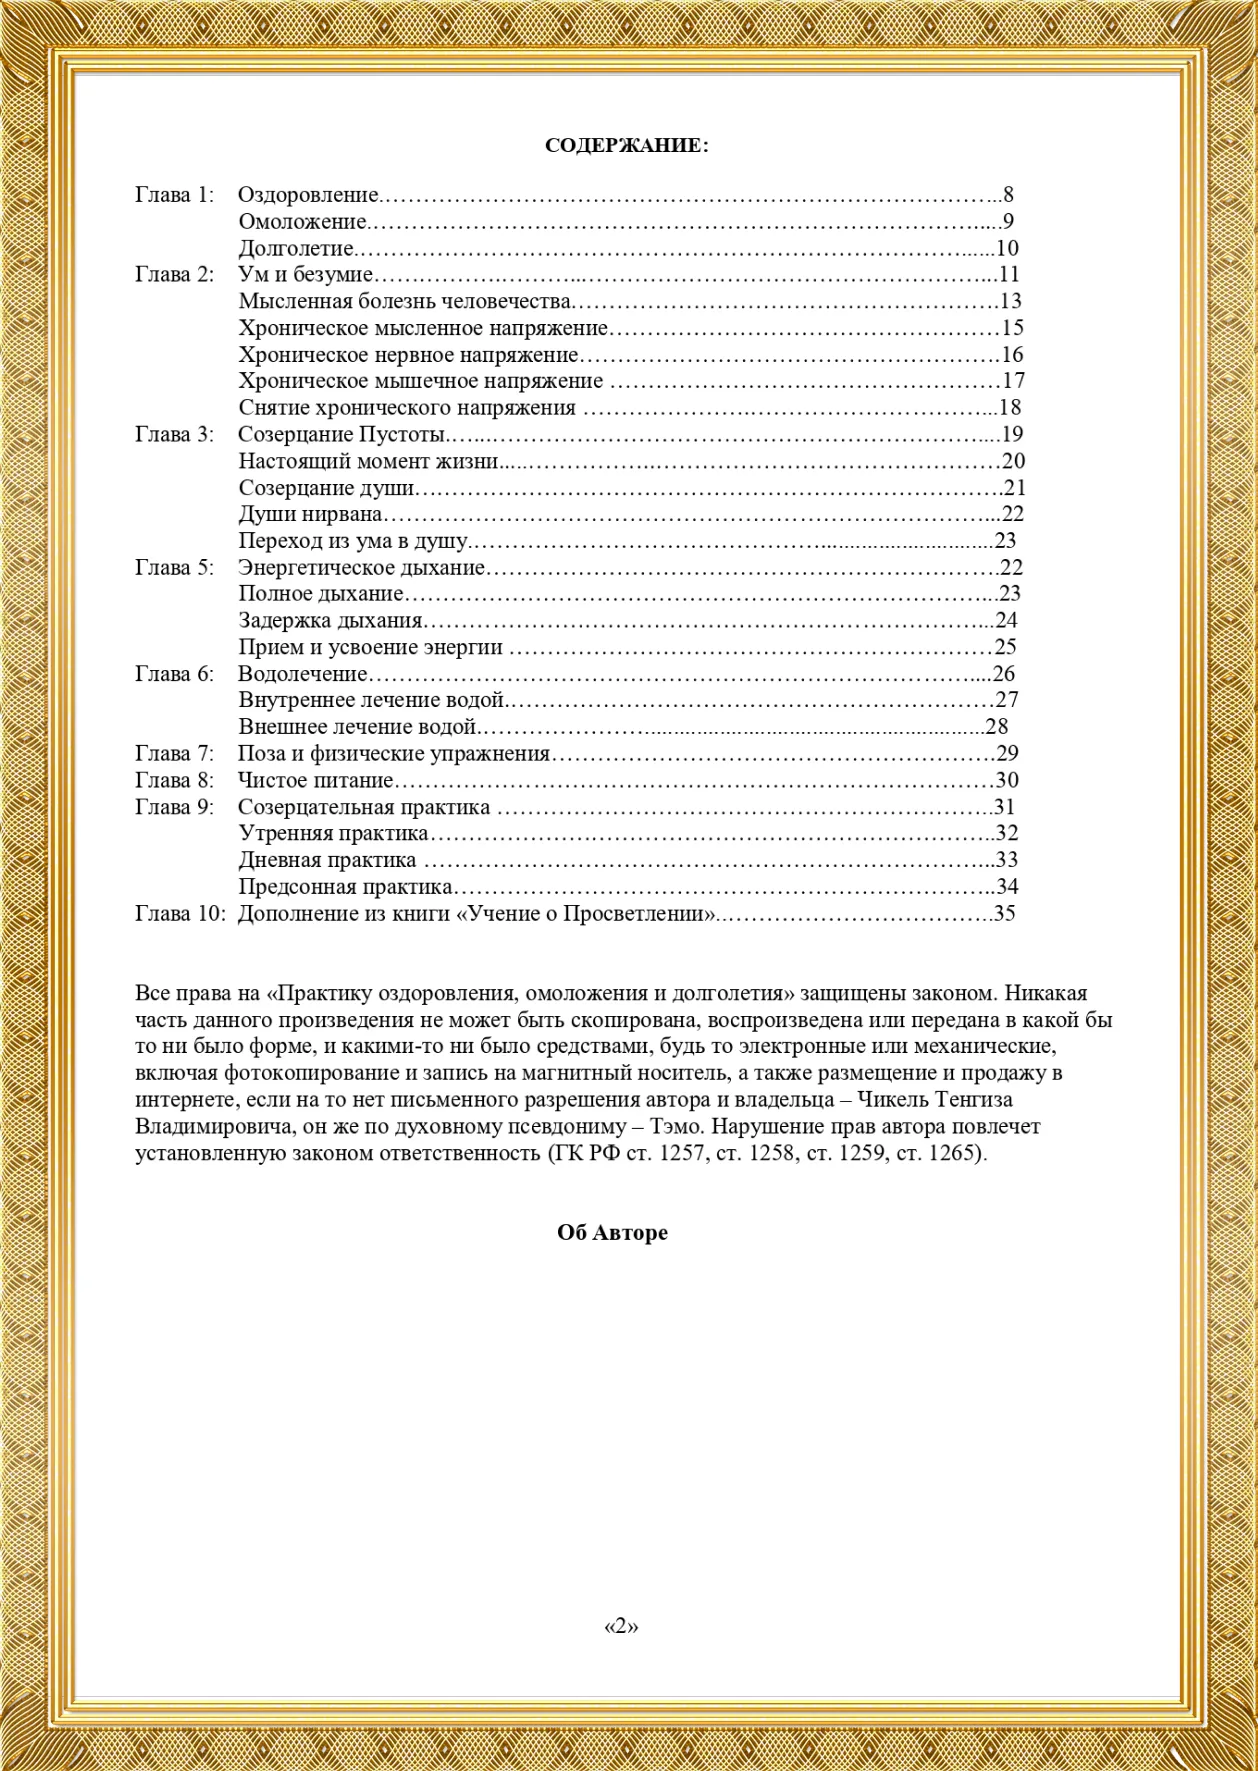 СОДЕРЖАНИЕ:
Глава 1: Оздоровление.……………………………………………………………………..8
Омоложение.……………………………………………………………………....9
Долголетие.……………………………………………………………………......10
Глава 2: Ум и безумие……………………...……………………………………………...11
Мысленная болезнь человечества.……………………………………………….13
Хроническое мысленное напряжение……………………………………………15
Хроническое нервное напряжение……………………………………………….16
Хроническое мышечное напряжение ……………………………………………17
Снятие хронического напряжения ………………….…………………………...18
Глава 3: Созерцание Пустоты.…...……………………………………………………....19
Настоящий момент жизни...……………..………………………………………20
Созерцание души.………………………………………………………………….21
Души нирвана……………………………………………………………………...22
Переход из ума в душу.………………………………………...............................23
Глава 5: Энергетическое дыхание………………………………………………………….22
Полное дыхание…………………………………………………………………...23
Задержка дыхания………………………………………………………………...24
Прием и усвоение энергии ………………………………………………………25
Глава 6: Водолечение……………………………………………………………………....26
Внутреннее лечение водой.………………………………………………………27
Внешнее лечение водой.…………………..........................................................28
Глава 7: Поза и физические упражнения………………………………………………….29
Глава 8: Чистое питание……………………………………………………………………30
Глава 9: Созерцательная практика ……………………………………………………….31
Утренняя практика………………………………………………………………..32
Дневная практика ………………………………………………………………...33
Предсонная практика……………………………………………………………..34
Глава 10: Дополнение из книги «Учение о Просветлении».…………………………….35
Все права на «Практику оздоровления, омоложения и долголетия» защищены законом. Никакая
часть данного произведения не может быть скопирована, воспроизведена или передана в какой бы
то ни было форме, и какими-то ни было средствами, будь то электронные или механические,
включая фотокопирование и запись на магнитный носитель, а также размещение и продажу в
интернете, если на то нет письменного разрешения автора и владельца – Чикель Тенгиза
Владимировича, он же по духовному псевдониму – Тэмо. Нарушение прав автора повлечет
установленную законом ответственность (ГК РФ ст. 1257, ст. 1258, ст. 1259, ст. 1265).
Об Авторе
«2»